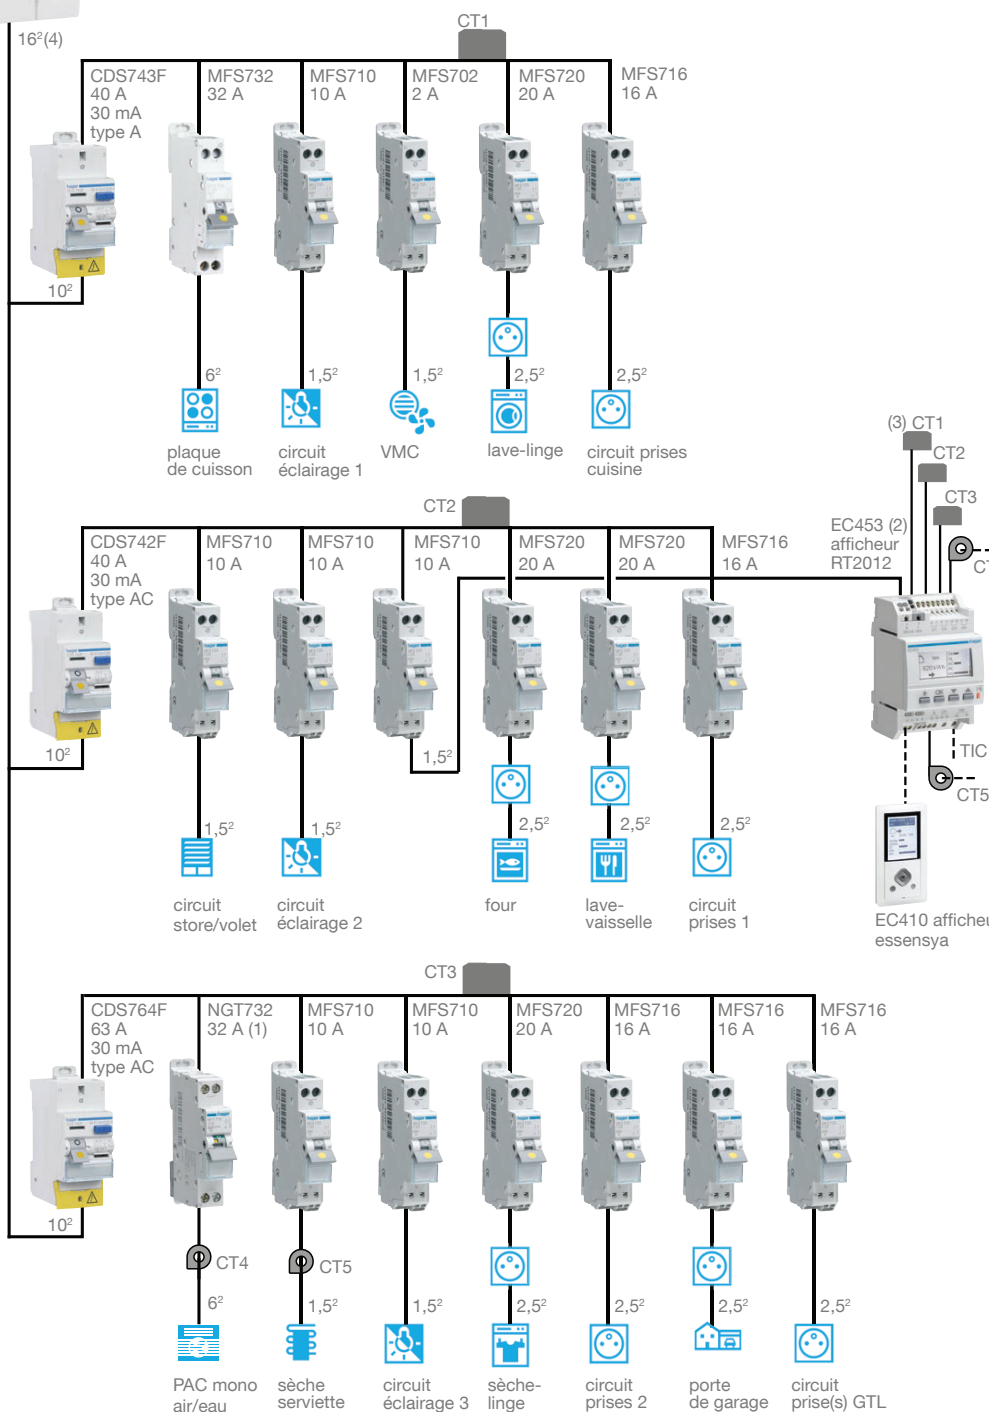 16²(4)
CT1
CDS743F
40 A
30 mA
type A
MFS732
32 A
MFS710
10 A
MFS702
2 A
MFS720
20 A
MFS716
16 A
10²
6²
1,5²
1,5²
2,5²
2,5²
plaque
de cuisson
circuit
éclairage 1
VMC
lave-linge
circuit prises
cuisine
(3) CT1
CT2
CT3
CT
EC453 (2)
afficheur
RT2012
CT2
CDS742F
40 A
30 mA
type AC
MFS710
10 A
MFS710
10 A
MFS710
10 A
MFS720
20 A
MFS720
20 A
MFS716
16 A
10²
1,5²
TIC
CT5
1,5²
1,5²
2,5²
2,5²
2,5²
circuit
store/volet
circuit
éclairage 2
four
lave-
vaisselle
circuit
prises 1
EC410 afficheu
essensya
CT3
CDS764F
63 A
30 mA
type AC
NGT732
32 A (1)
MFS710
10 A
MFS710
10 A
MFS720
20 A
MFS716
16 A
MFS716
16 A
MFS716
16 A
10²
CT4
CT5
6²
1,5²
1,5²
2,5²
2,5²
2,5²
2,5²
PAC mono
air/eau
sèche
serviette
circuit
éclairage 3
sèche-
linge
circuit
prises 2
porte
de garage
circuit
prise(s) GTL